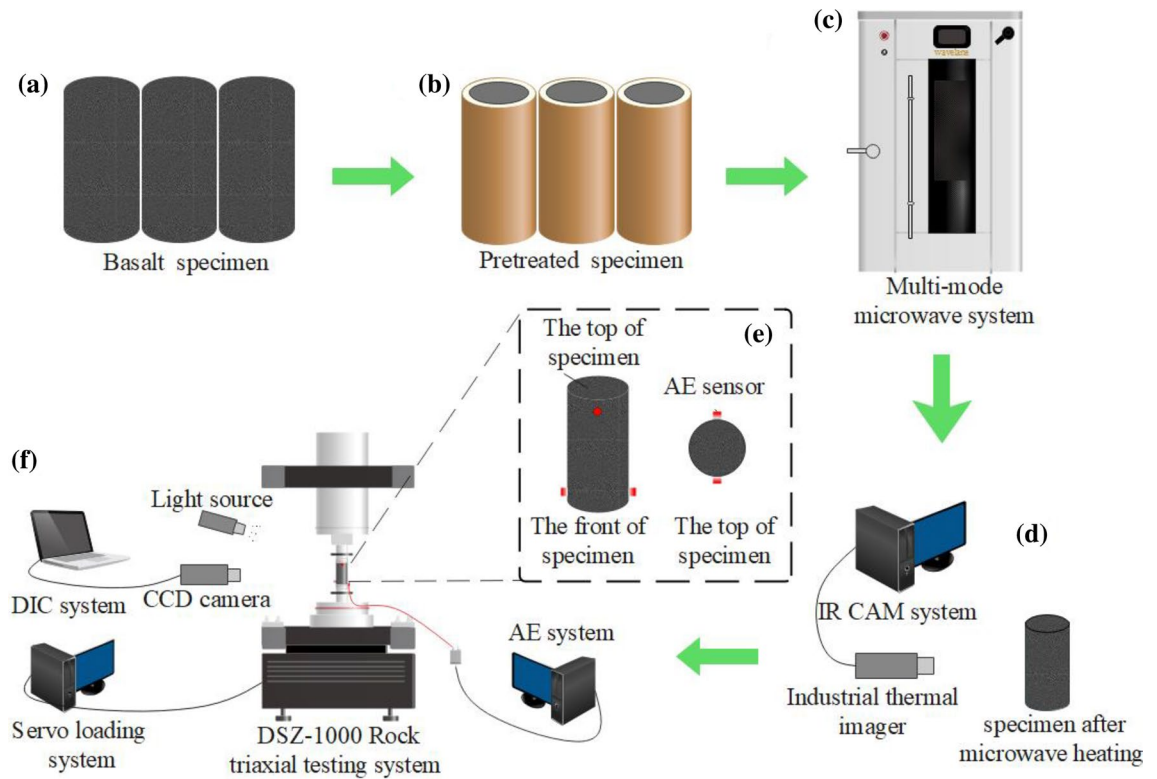 (a)
Basalt specimen
(b)
Pretreated specimen
(c)
wavelans
Multi-mode
microwave system
(e)
The top of
specimen
AE sensor
The front of
specimen
The top of
specimen
(d)
IR CAM system
Industrial thermal
imager
specimen after
microwave heating
(f)
Light source
DIC system
CCD camera
AE system
Servo loading
system
DSZ-1000 Rock
triaxial testing system